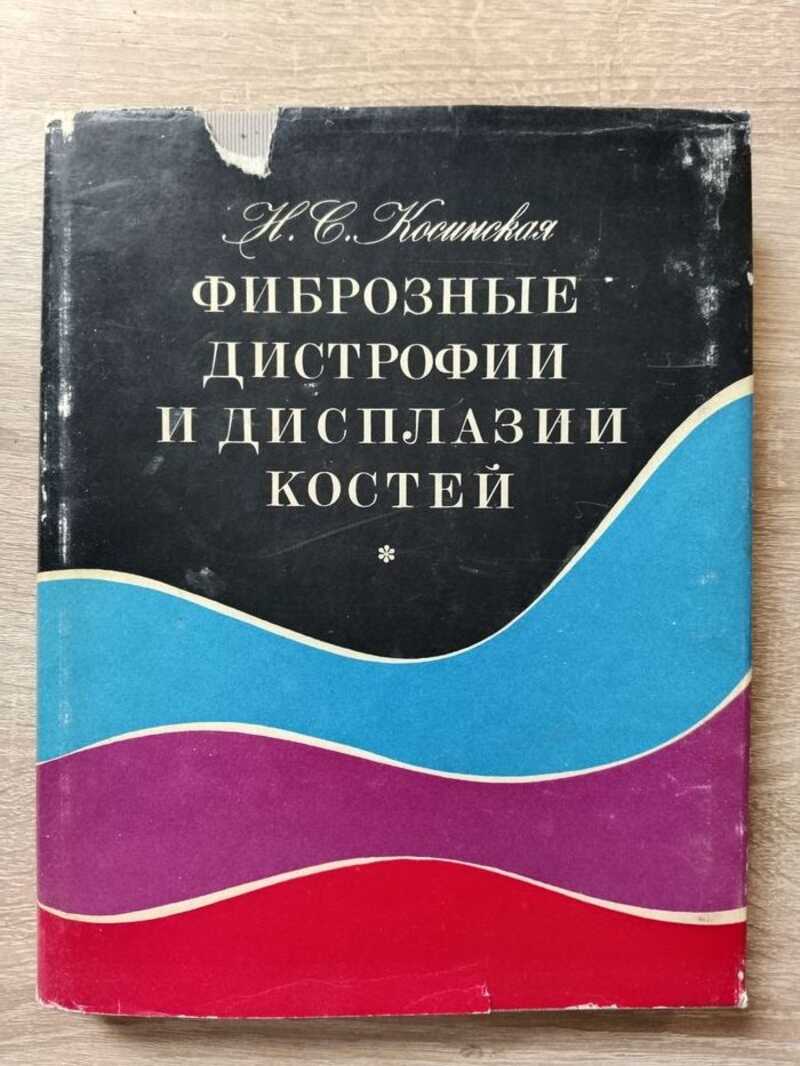 Н. С. Косинская
ФИБРОЗНЫЕ
ДИСТРОФИИ
И ДИСПЛАЗИИ
КОСТЕЙ
*